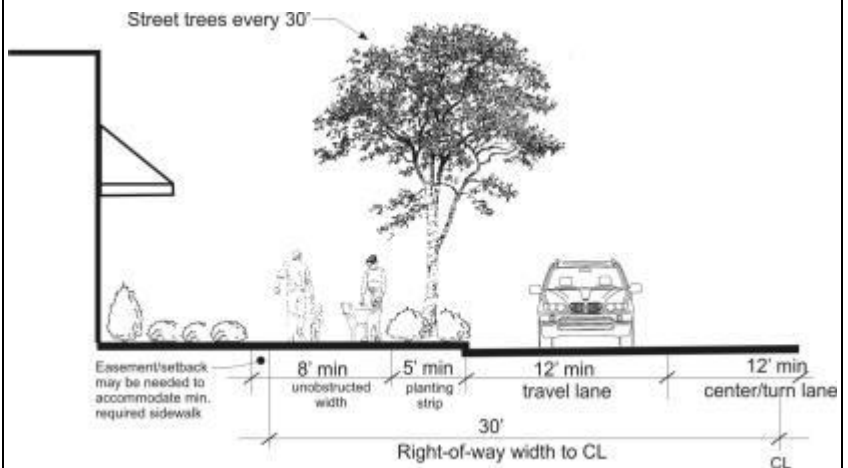 Street trees every 30'
Easement/setback
may be needed to
accommodate min.
required sidewalk
8' min
unobstructed
width
5' min
planting
strip
12' min
travel lane
12' min
center/turn lane
30'
Right-of-way width to CL
CL